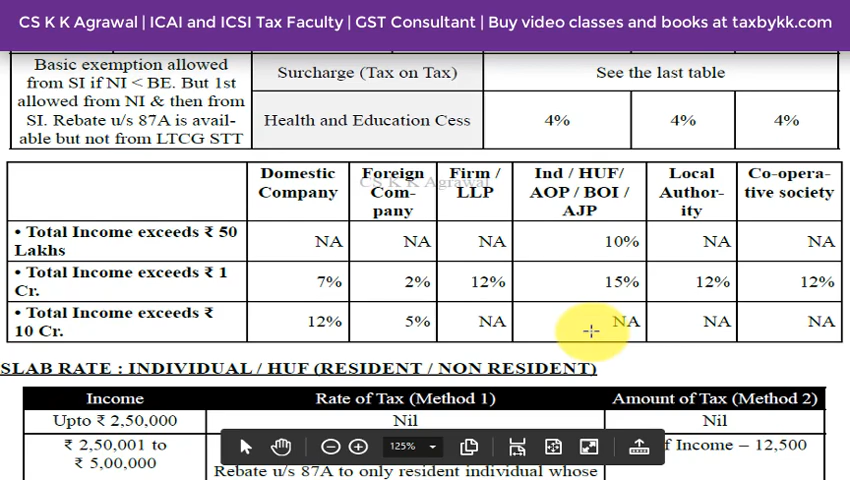 CS K K Agrawal | ICAI and ICSI Tax Faculty | GST Consultant | Buy video classes and books at taxbykk.com
Basic exemption allowed
from SI if NI < BE. But 1st
allowed from NI & then from
SI. Rebate u/s 87A is avail-
able but not from LTCG STT
Surcharge (Tax on Tax)
See the last table
Health and Education Cess
4%
4%
4%
Domestic
Company
Foreign
Com-
pany
Firm /
LLP
Ind / HUF/
AOP / BOI /
AJP
Local
Author-
ity
Co-opera-
tive society
CS K K Agrawal
• Total Income exceeds ₹ 50
Lakhs
NA
NA
NA
10%
NA
NA
• Total Income exceeds ₹ 1
Cr.
7%
2%
12%
15%
12%
12%
• Total Income exceeds ₹
10 Cr.
12%
5%
NA
NA
NA
NA
SLAB RATE : INDIVIDUAL / HUF (RESIDENT / NON RESIDENT)
Income
Rate of Tax (Method 1)
Amount of Tax (Method 2)
Upto ₹ 2,50,000
Nil
Nil
₹ 2,50,001 to
₹ 5,00,000
f Income – 12,500
Rebate u/s 87A to only resident individual whose
125%